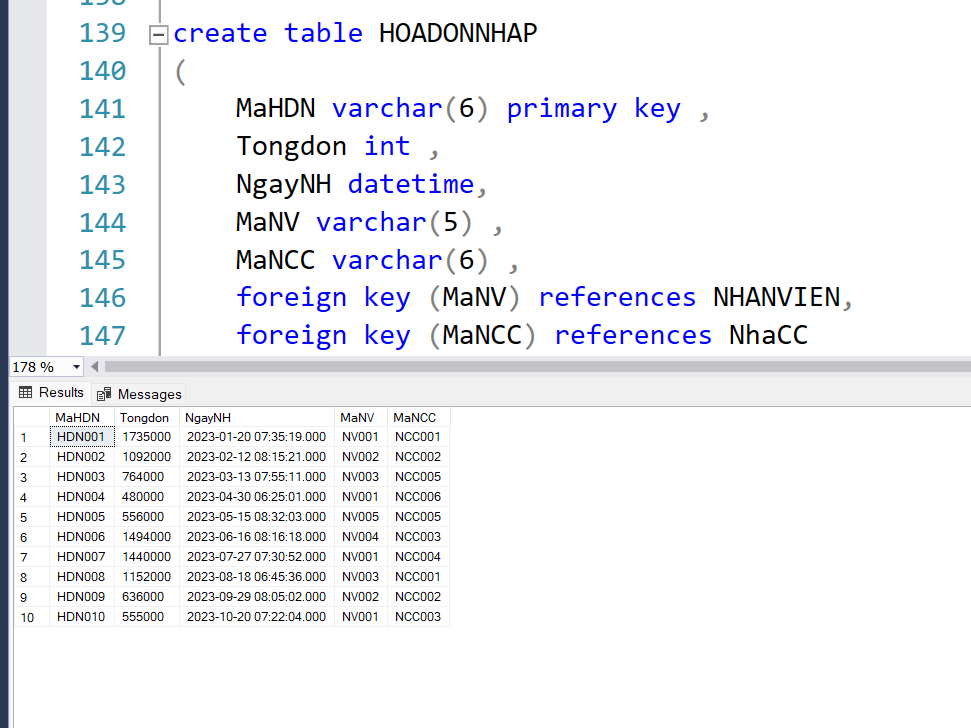 139 create table HOADONNHAP
140 (
141 MaHDN varchar(6) primary key ,
142 Tongdon int ,
143 NgayNH datetime,
144 MaNV varchar(5) ,
145 MaNCC varchar(6) ,
146 foreign key (MaNV) references NHANVIEN,
147 foreign key (MaNCC) references NhaCC
178 %
Results Messages
MaHDN Tongdon NgayNH MaNV MaNCC
1 HDN001 1735000 2023-01-20 07:35:19.000 NV001 NCC001
2 HDN002 1092000 2023-02-12 08:15:21.000 NV002 NCC002
3 HDN003 764000 2023-03-13 07:55:11.000 NV003 NCC005
4 HDN004 480000 2023-04-30 06:25:01.000 NV001 NCC006
5 HDN005 556000 2023-05-15 08:32:03.000 NV005 NCC005
6 HDN006 1494000 2023-06-16 08:16:18.000 NV004 NCC003
7 HDN007 1440000 2023-07-27 07:30:52.000 NV001 NCC004
8 HDN008 1152000 2023-08-18 06:45:36.000 NV003 NCC001
9 HDN009 636000 2023-09-29 08:05:02.000 NV002 NCC002
10 HDN010 555000 2023-10-20 07:22:04.000 NV001 NCC003